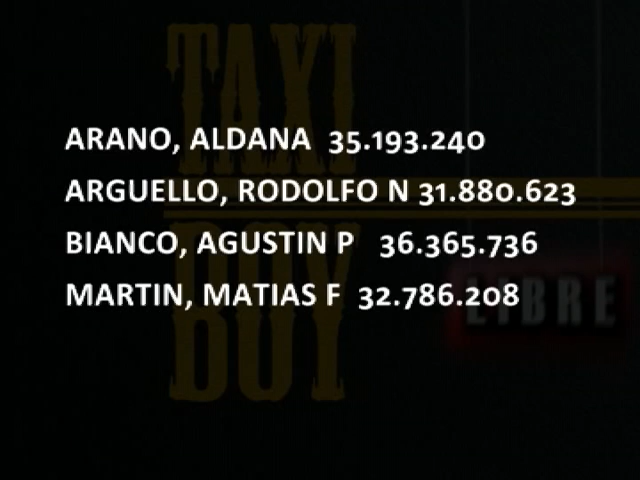 TAXI
ARANO, ALDANA 35.193.240
ARGUELLO, RODOLFO N 31.880.623
BIANCO, AGUSTIN P 36.365.736
MARTIN, MATIAS F 32.786.208
BOY
LIBRE